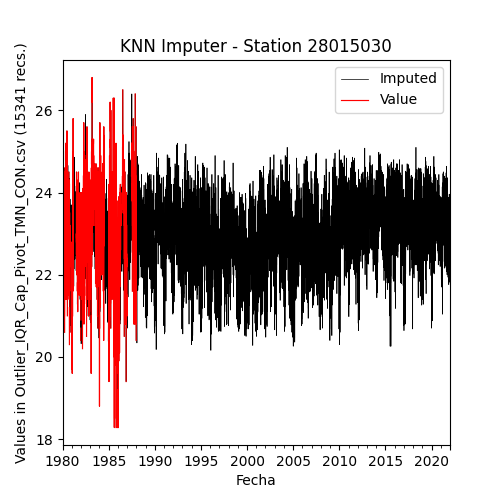 KNN Imputer - Station 28015030
Values in Outlier_IQR_Cap_Pivot_TMN_CON.csv (15341 recs.)
Imputed
Value
26
24
22
20
18
1980 1985 1990 1995 2000 2005 2010 2015 2020
Fecha